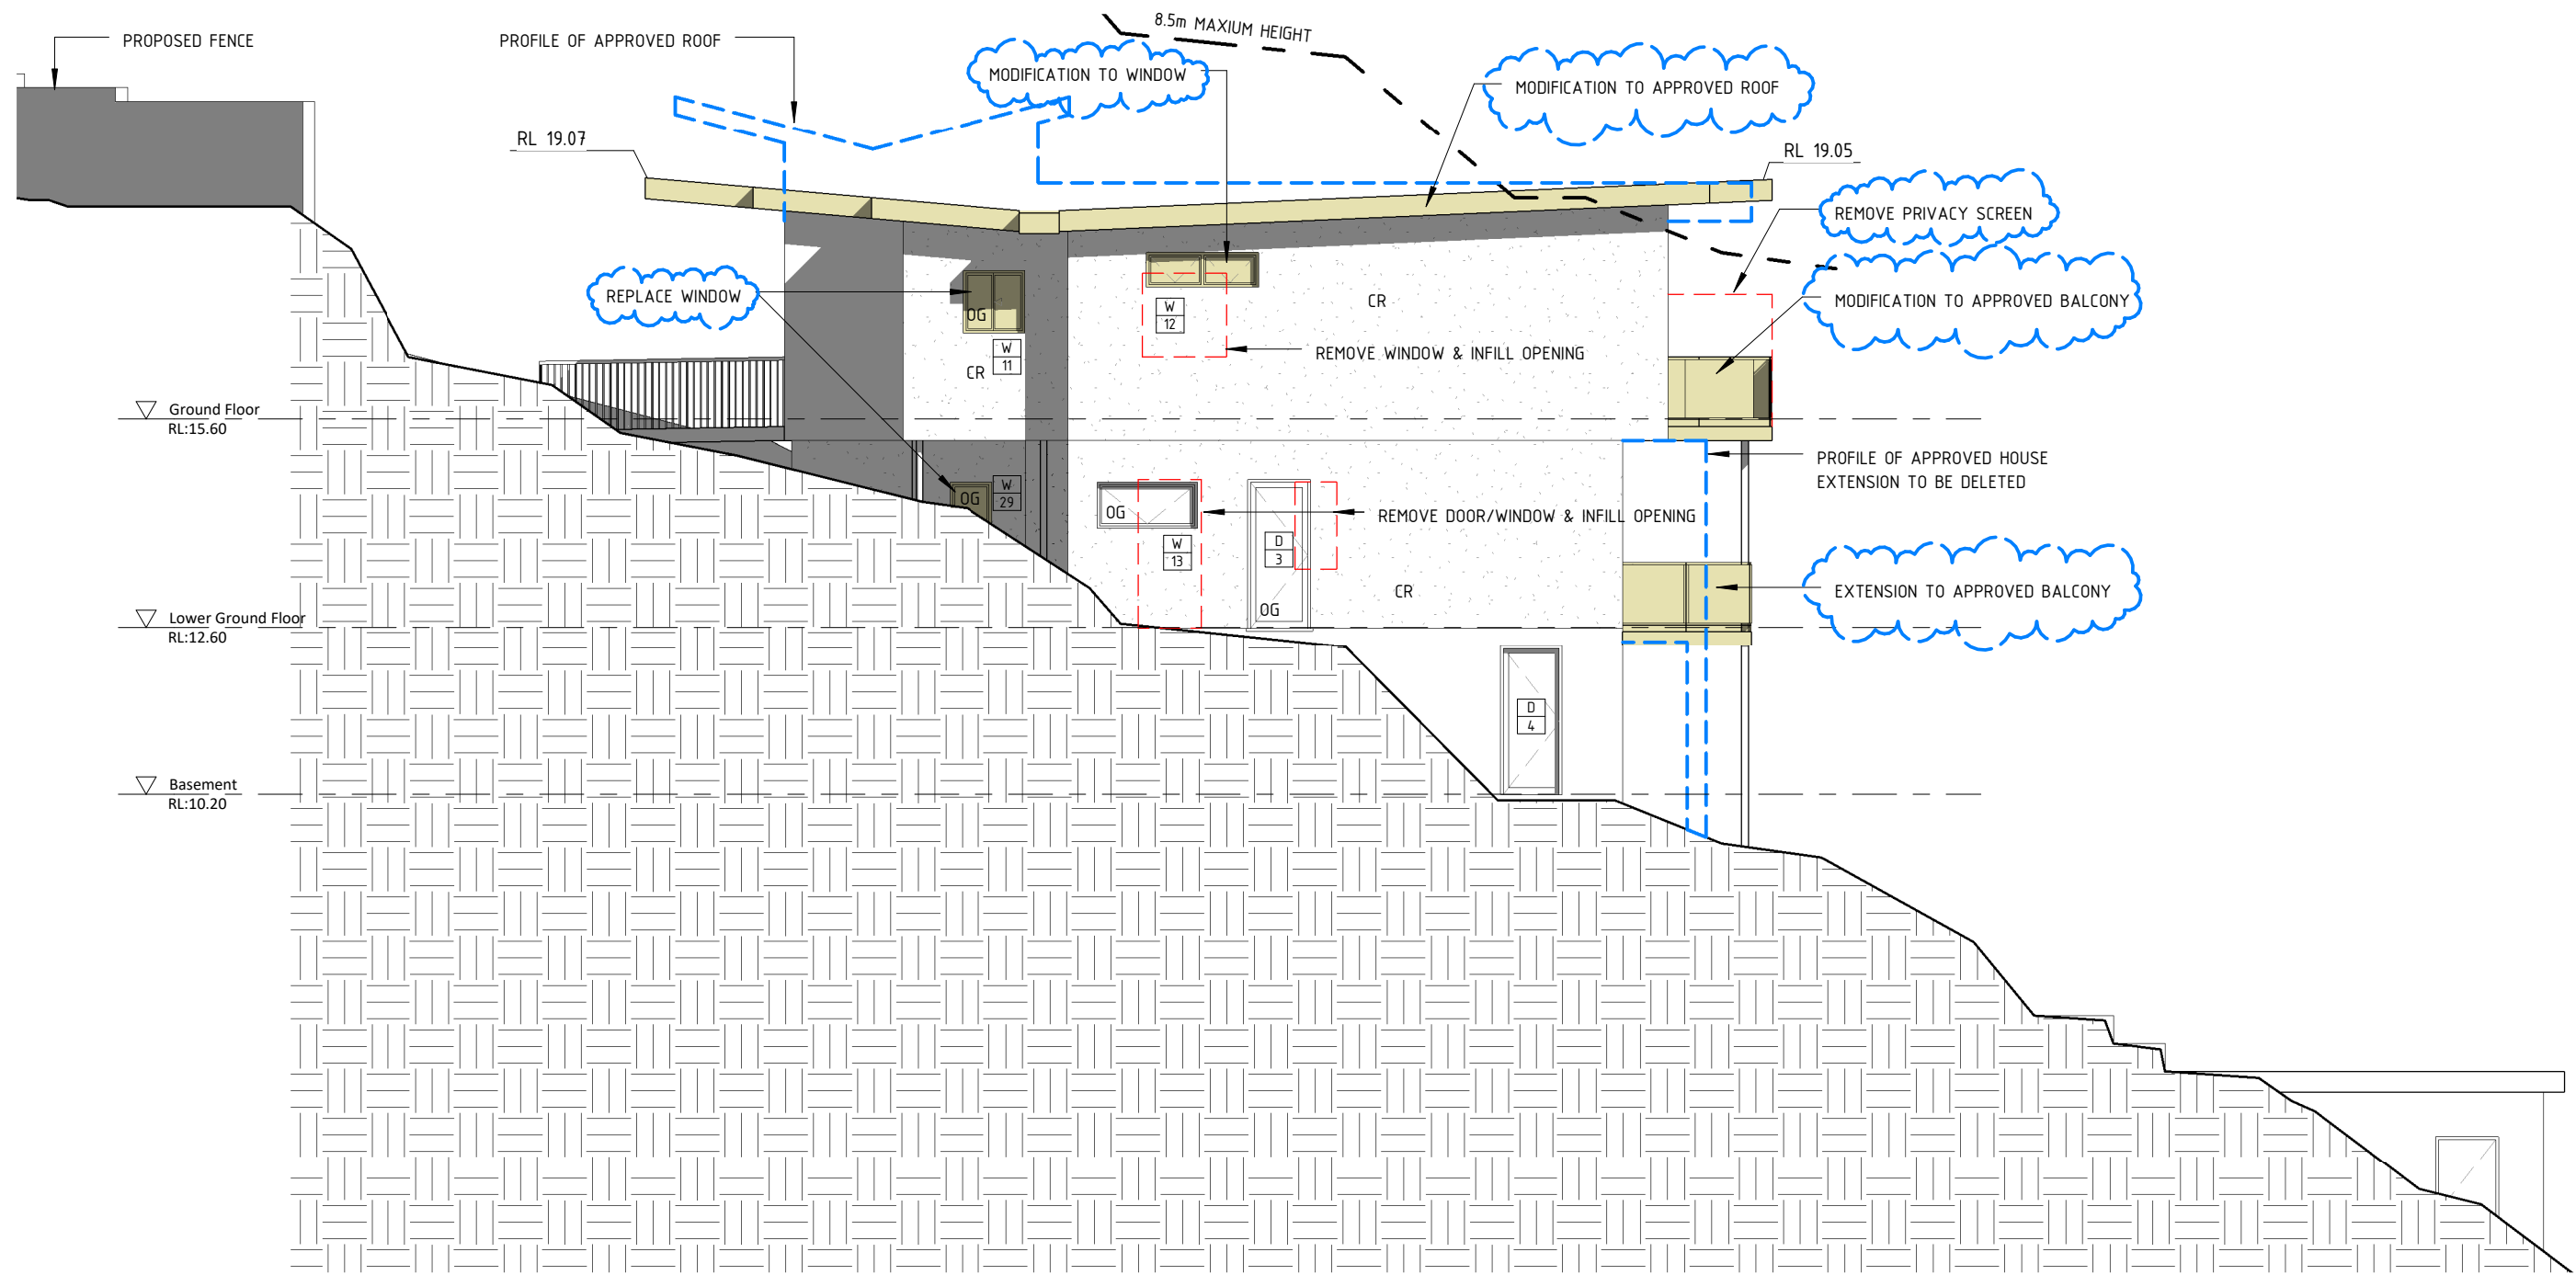 PROPOSED FENCE
PROFILE OF APPROVED ROOF
8.5m MAXIUM HEIGHT
MODIFICATION TO WINDOW
MODIFICATION TO APPROVED ROOF
RL 19.07
RL 19.05
REMOVE PRIVACY SCREEN
REPLACE WINDOW
OG
W
12
CR
MODIFICATION TO APPROVED BALCONY
W
11
CR
REMOVE WINDOW & INFILL OPENING
Ground Floor
RL:15.60
PROFILE OF APPROVED HOUSE
EXTENSION TO BE DELETED
OG
W
29
OG
REMOVE DOOR/WINDOW & INFILL OPENING
W
13
D
3
CR
EXTENSION TO APPROVED BALCONY
OG
Lower Ground Floor
RL:12.60
D
4
Basement
RL:10.20